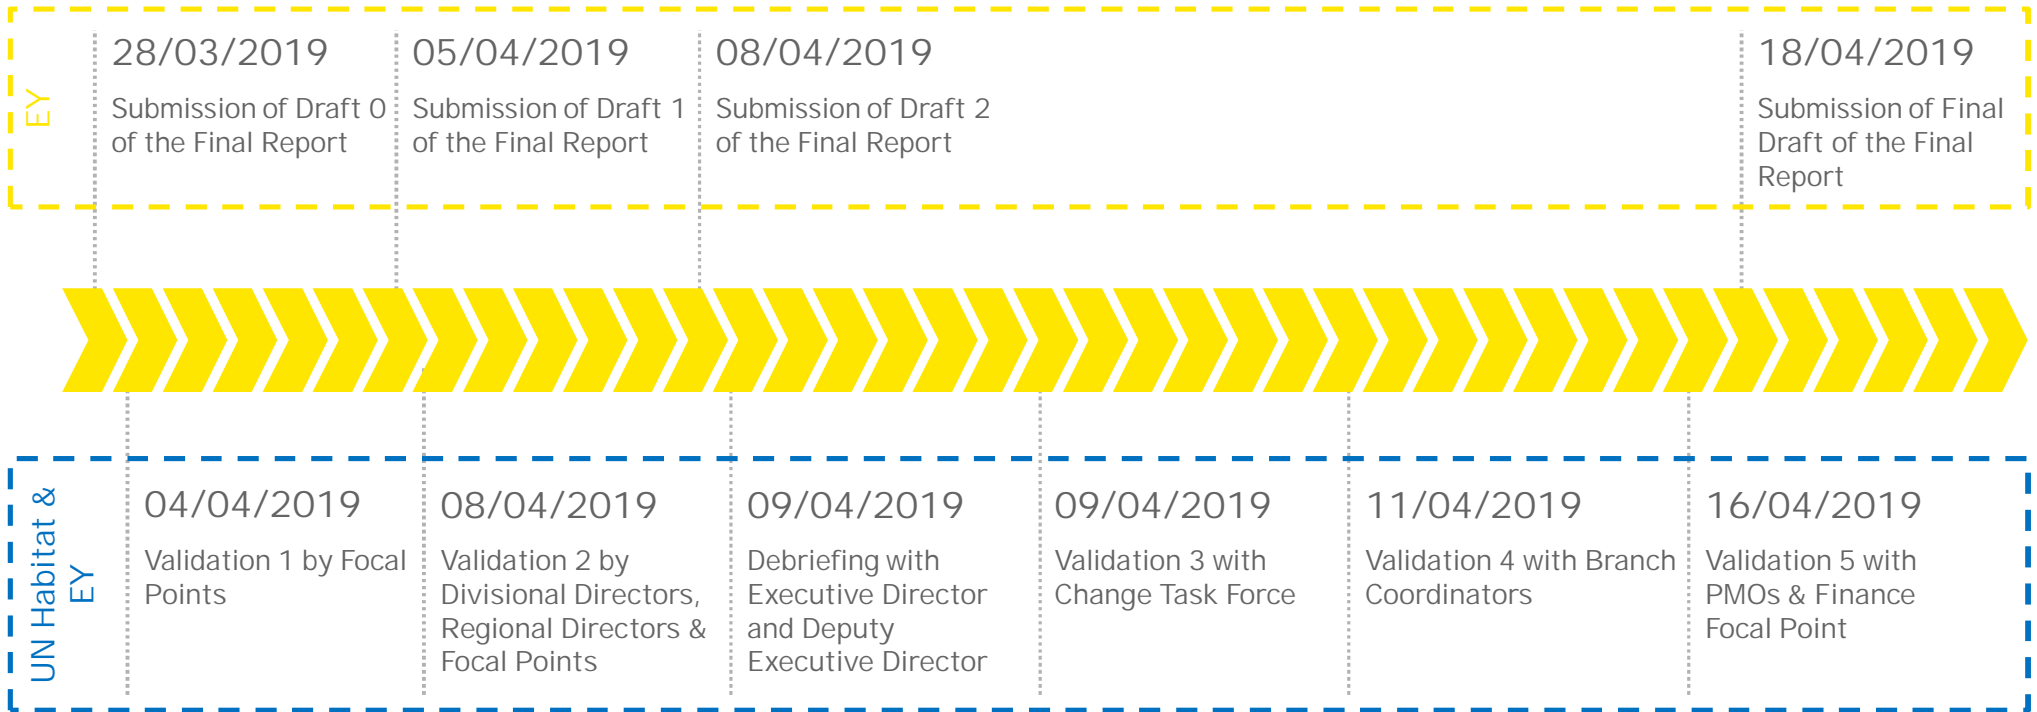 EY
28/03/2019
Submission of Draft 0
of the Final Report
05/04/2019
Submission of Draft 1
of the Final Report
08/04/2019
Submission of Draft 2
of the Final Report
18/04/2019
Submission of Final
Draft of the Final
Report
UN Habitat &
EY
04/04/2019
Validation 1 by Focal
Points
08/04/2019
Validation 2 by
Divisional Directors,
Regional Directors &
Focal Points
09/04/2019
Debriefing with
Executive Director
and Deputy
Executive Director
09/04/2019
Validation 3 with
Change Task Force
11/04/2019
Validation 4 with Branch
Coordinators
16/04/2019
Validation 5 with
PMOs & Finance
Focal Point